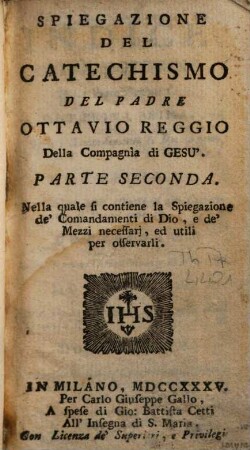 SPIEGAZIONE
DEL
CATECHISMO
DEL PADRE
OTTAVIO REGGIO
Della Compagnia di GESU'.
PARTE SECONDA.
Nella quale si contiene la Spiegazione
de' Comandamenti di Dio, e de'
Mezzi necessarj, ed utili
per osservarli.
IHS
IN MILANO, MDCCXXXV.
Per Carlo Giuseppe Gallo,
A spese di Gio: Battista Cetti
All' Insegna di S. Maria.
Con Licenza de' Superiori, e Privilegi